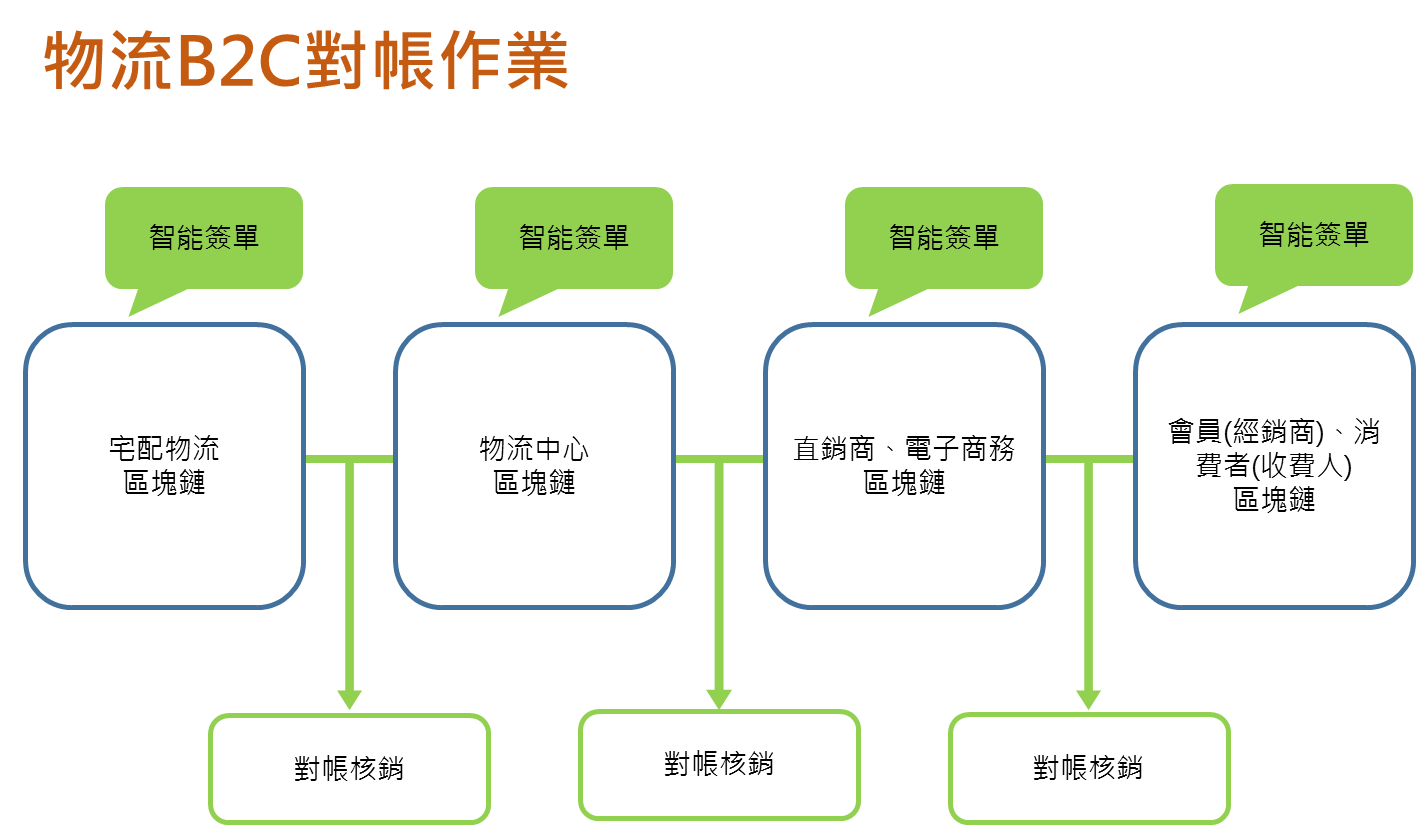 物流B2C對帳作業
智能簽單
智能簽單
智能簽單
智能簽單
宅配物流
區塊鏈
物流中心
區塊鏈
直銷商、電子商務
區塊鏈
會員(經銷商)、消
費者(收費人)
區塊鏈
對帳核銷
對帳核銷
對帳核銷